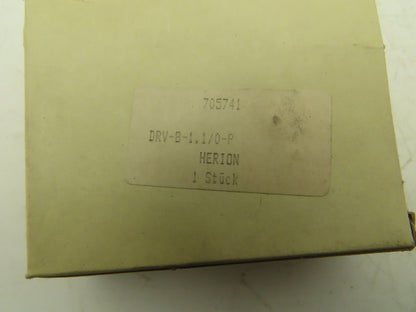 705741
DRV-8-1.1/0-P
HERION
1 Stück